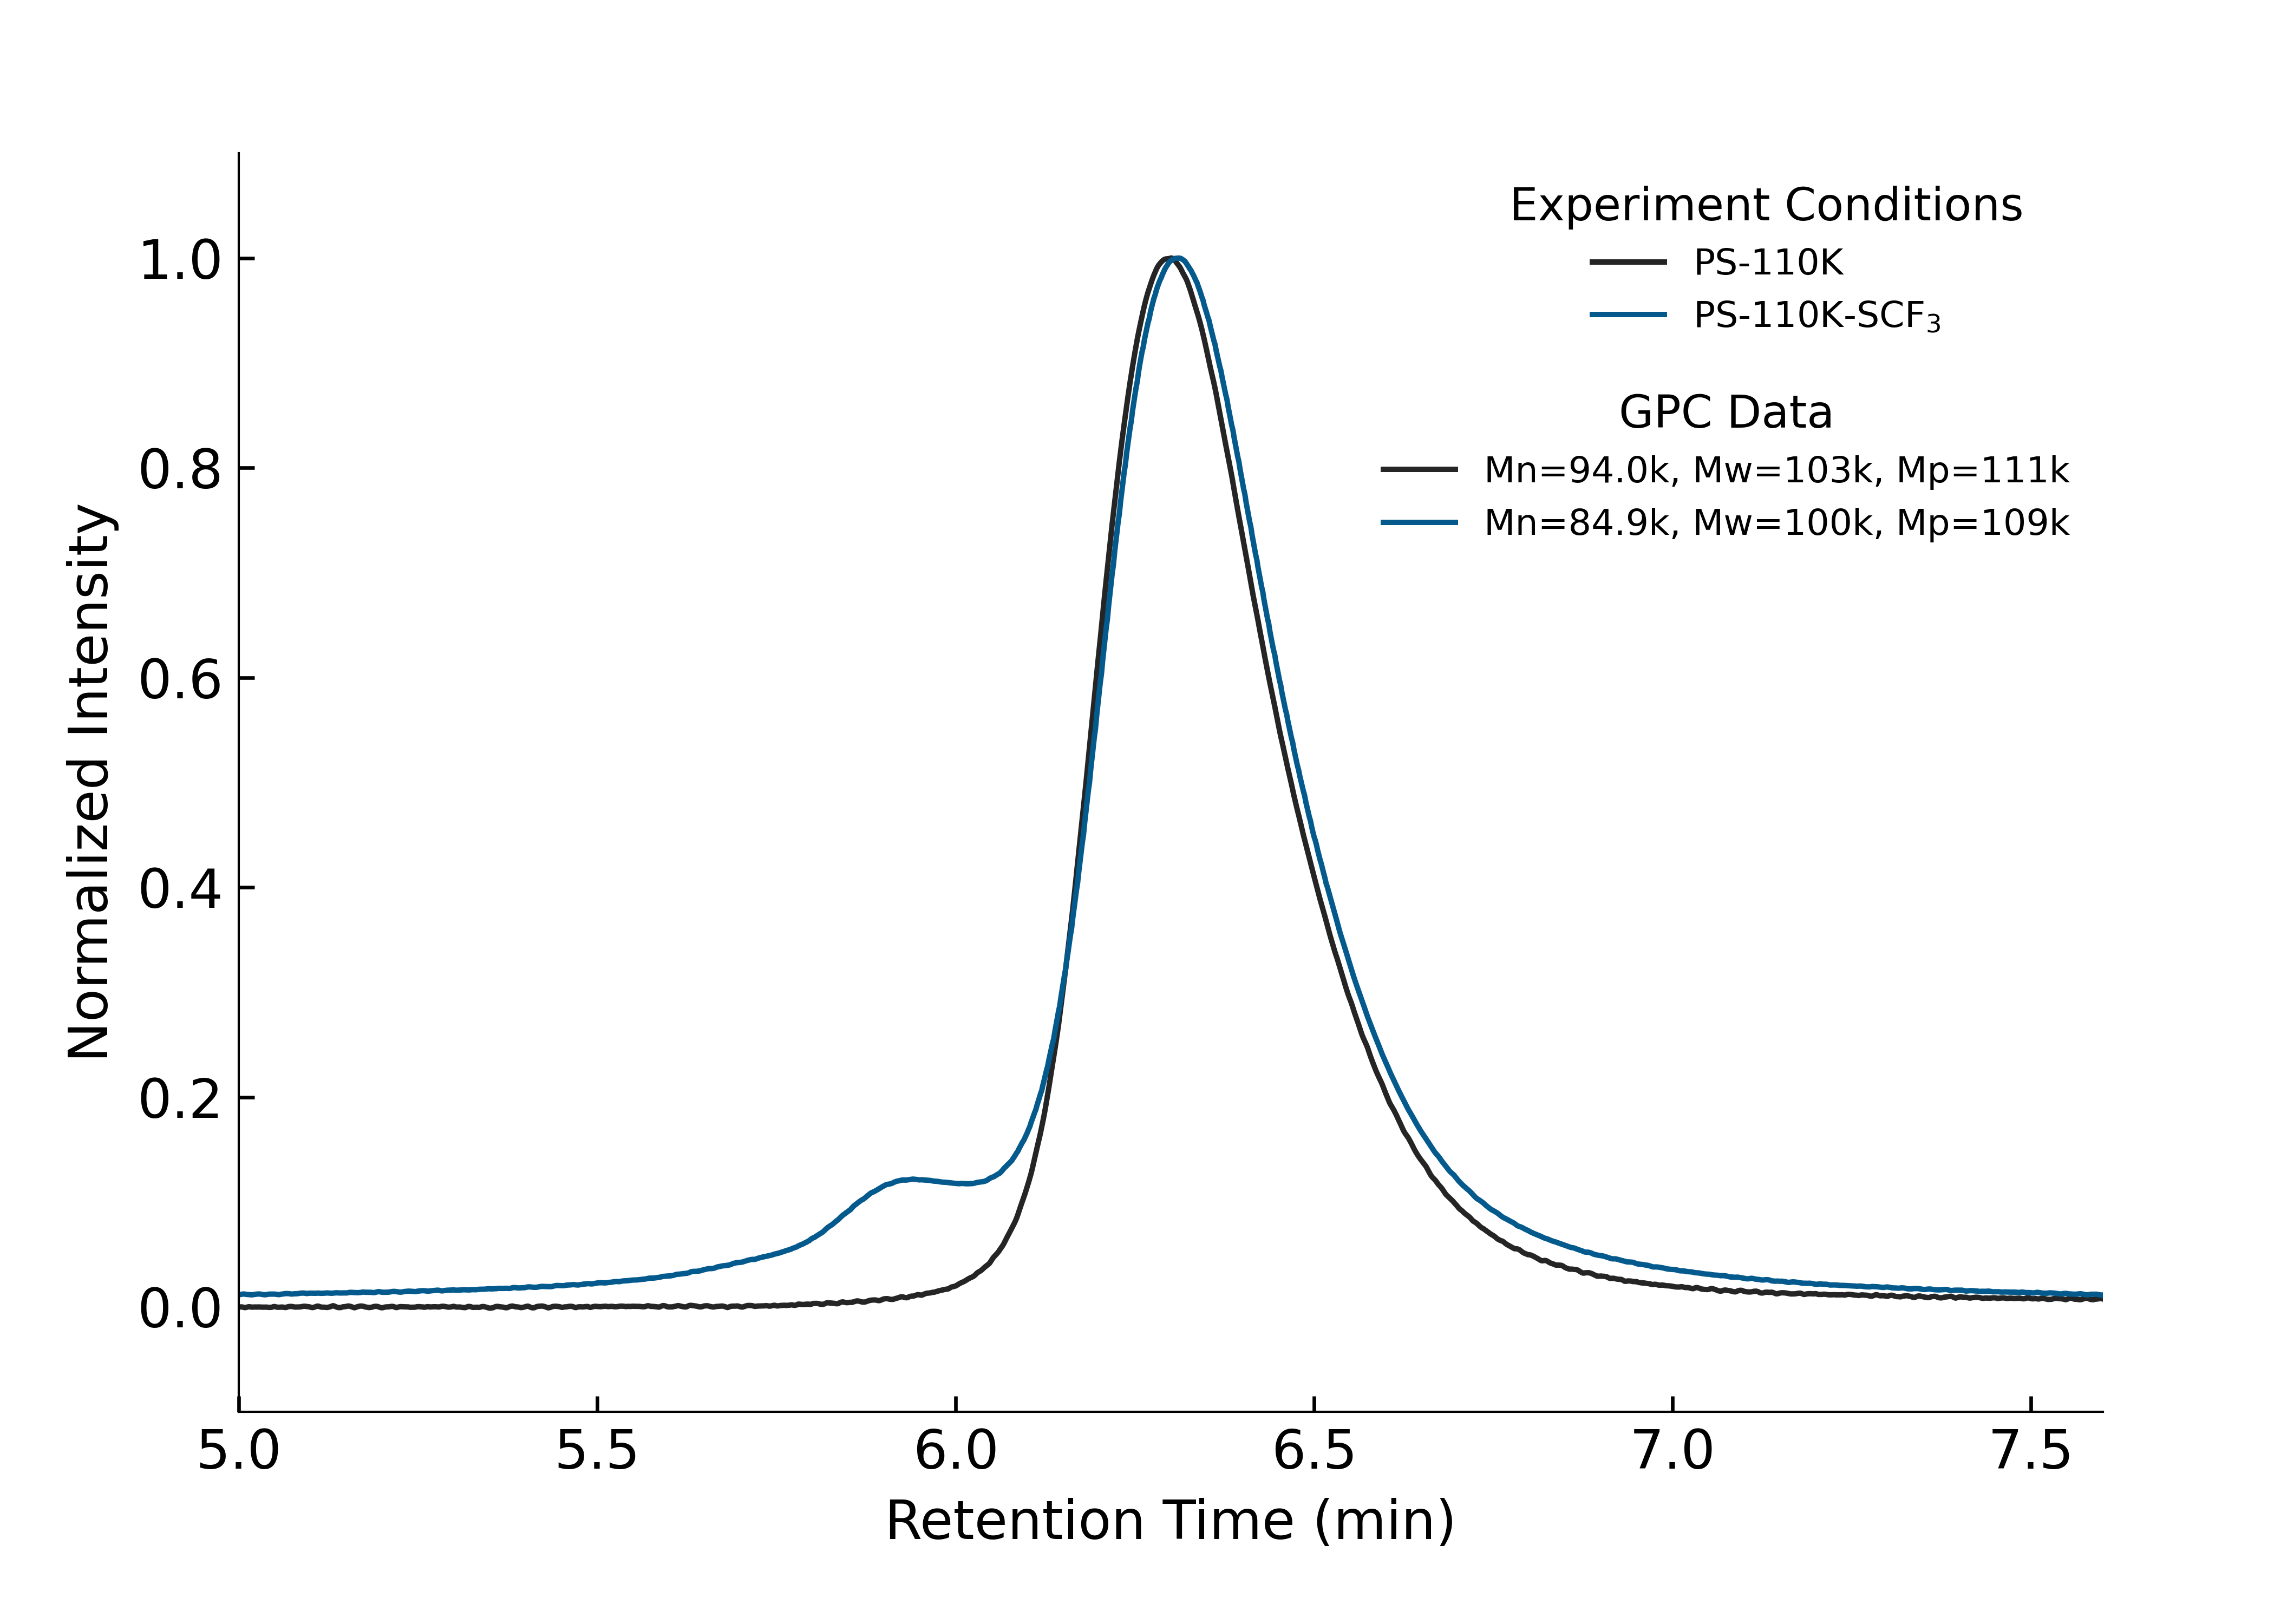 Experiment Conditions
PS-110K
PS-110K-SCF₃
GPC Data
Mn=94.0k, Mw=103k, Mp=111k
Mn=84.9k, Mw=100k, Mp=109k
Normalized Intensity
1.0
0.8
0.6
0.4
0.2
0.0
5.0 5.5 6.0 6.5 7.0 7.5
Retention Time (min)